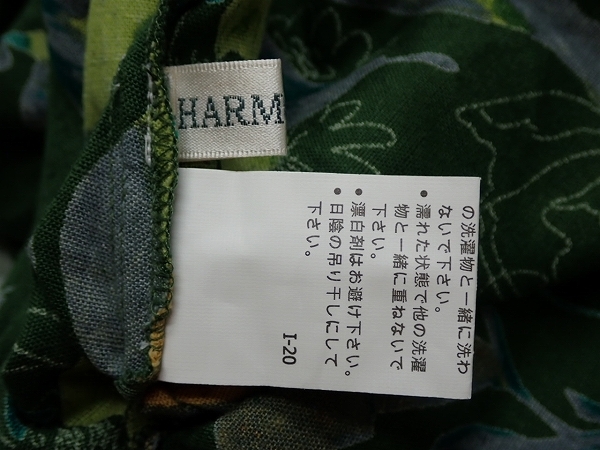 HARM
の洗濯物と一緒に洗わ
ないで下さい。
● 濡れた状態で他の洗濯
物と一緒に重ねないで
下さい。
● 漂白剤はお避け下さい。
● 日陰の吊り干しにして
下さい。
I-20